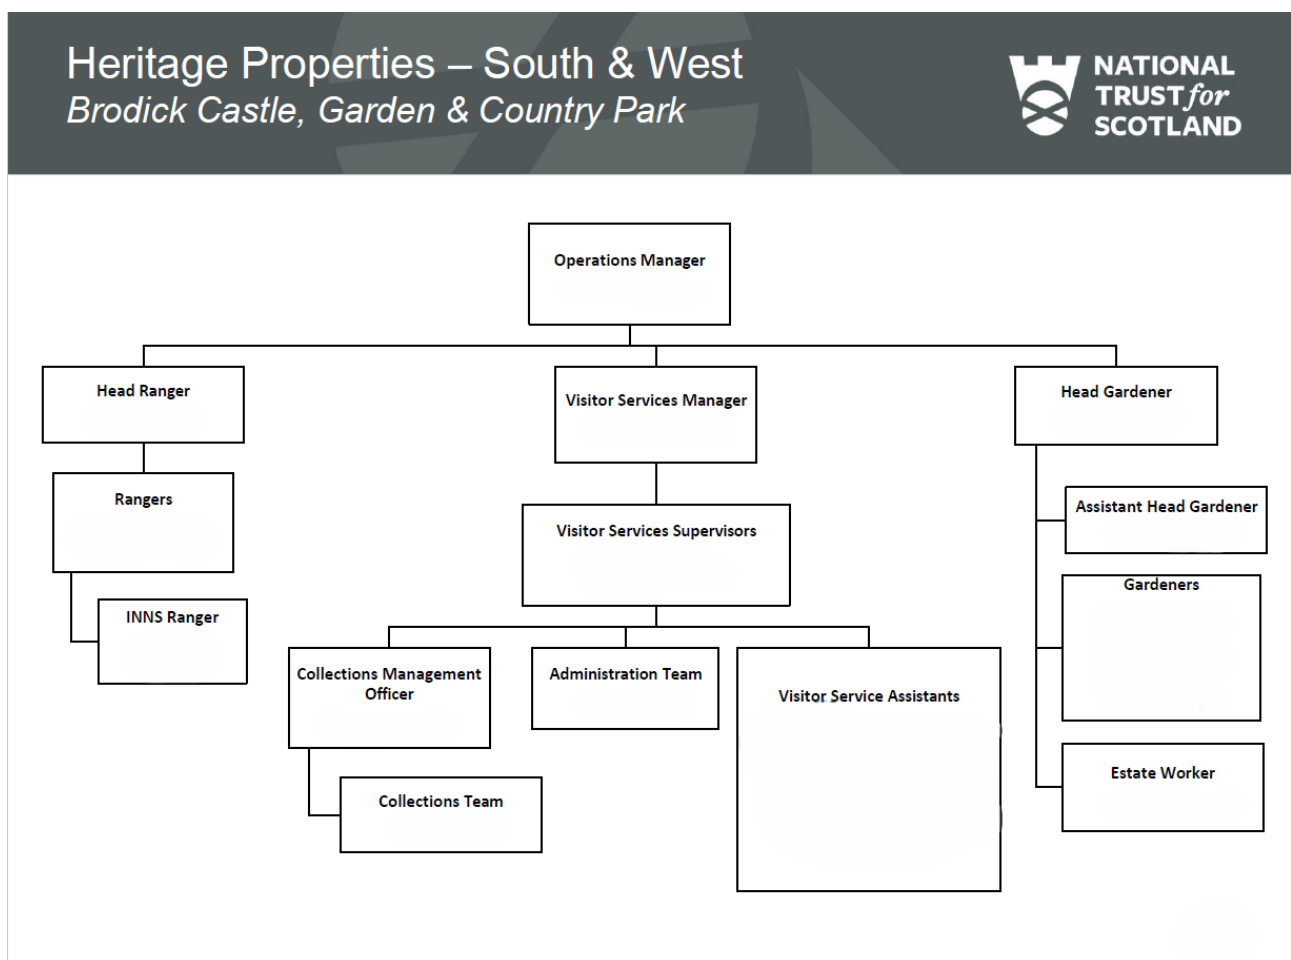 Heritage Properties – South & West
Brodick Castle, Garden & Country Park
NATIONAL
TRUST for
SCOTLAND
Operations Manager
Head Ranger
Visitor Services Manager
Head Gardener
Rangers
Visitor Services Supervisors
Assistant Head Gardener
Gardeners
INNS Ranger
Collections Management
Officer
Administration Team
Visitor Service Assistants
Estate Worker
Collections Team